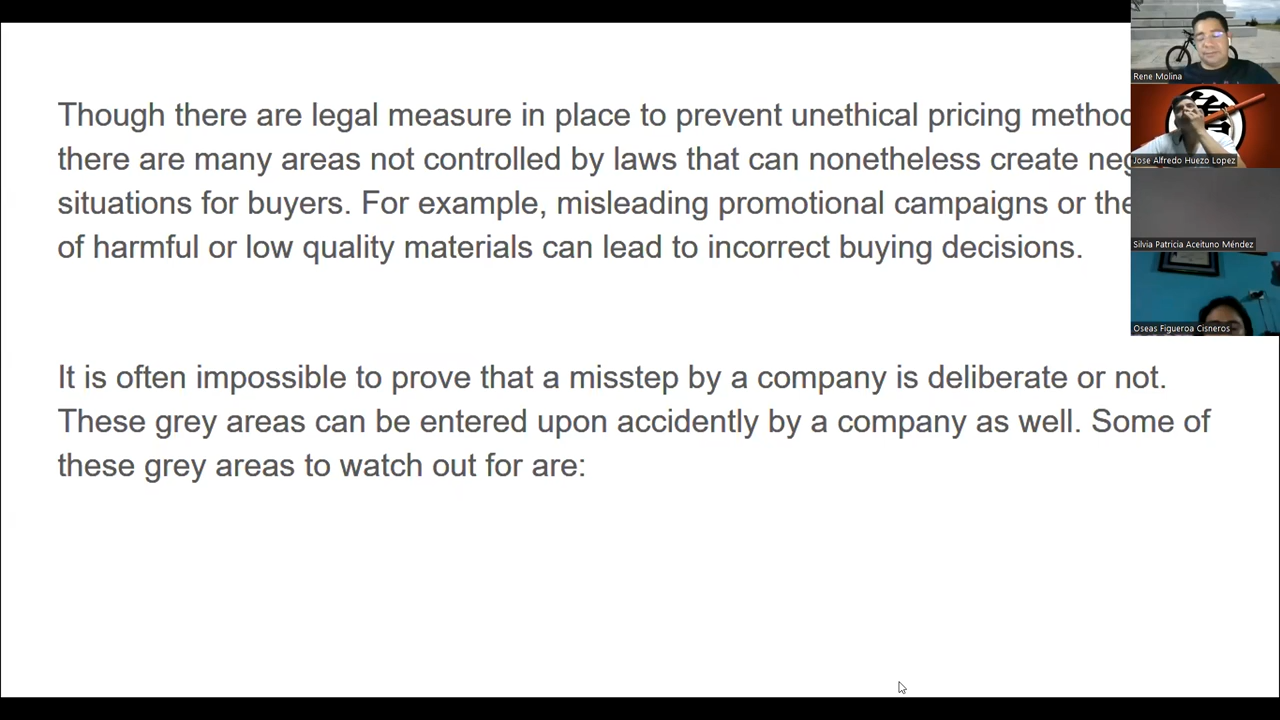 Though there are legal measure in place to prevent unethical pricing
there are many areas not controlled by laws that can nonetheless create
situations for buyers. For example, misleading promotional campaigns or
of harmful or low quality materials can lead to incorrect buying decisions.
It is often impossible to prove that a misstep by a company is deliberate or not.
These grey areas can be entered upon accidently by a company as well. Some of
these grey areas to watch out for are:
Rene Molina
Jose Alfredo Huezo Lopez
Silvia Patricia Aceituno Méndez
Oseas Figueroa Cisneros